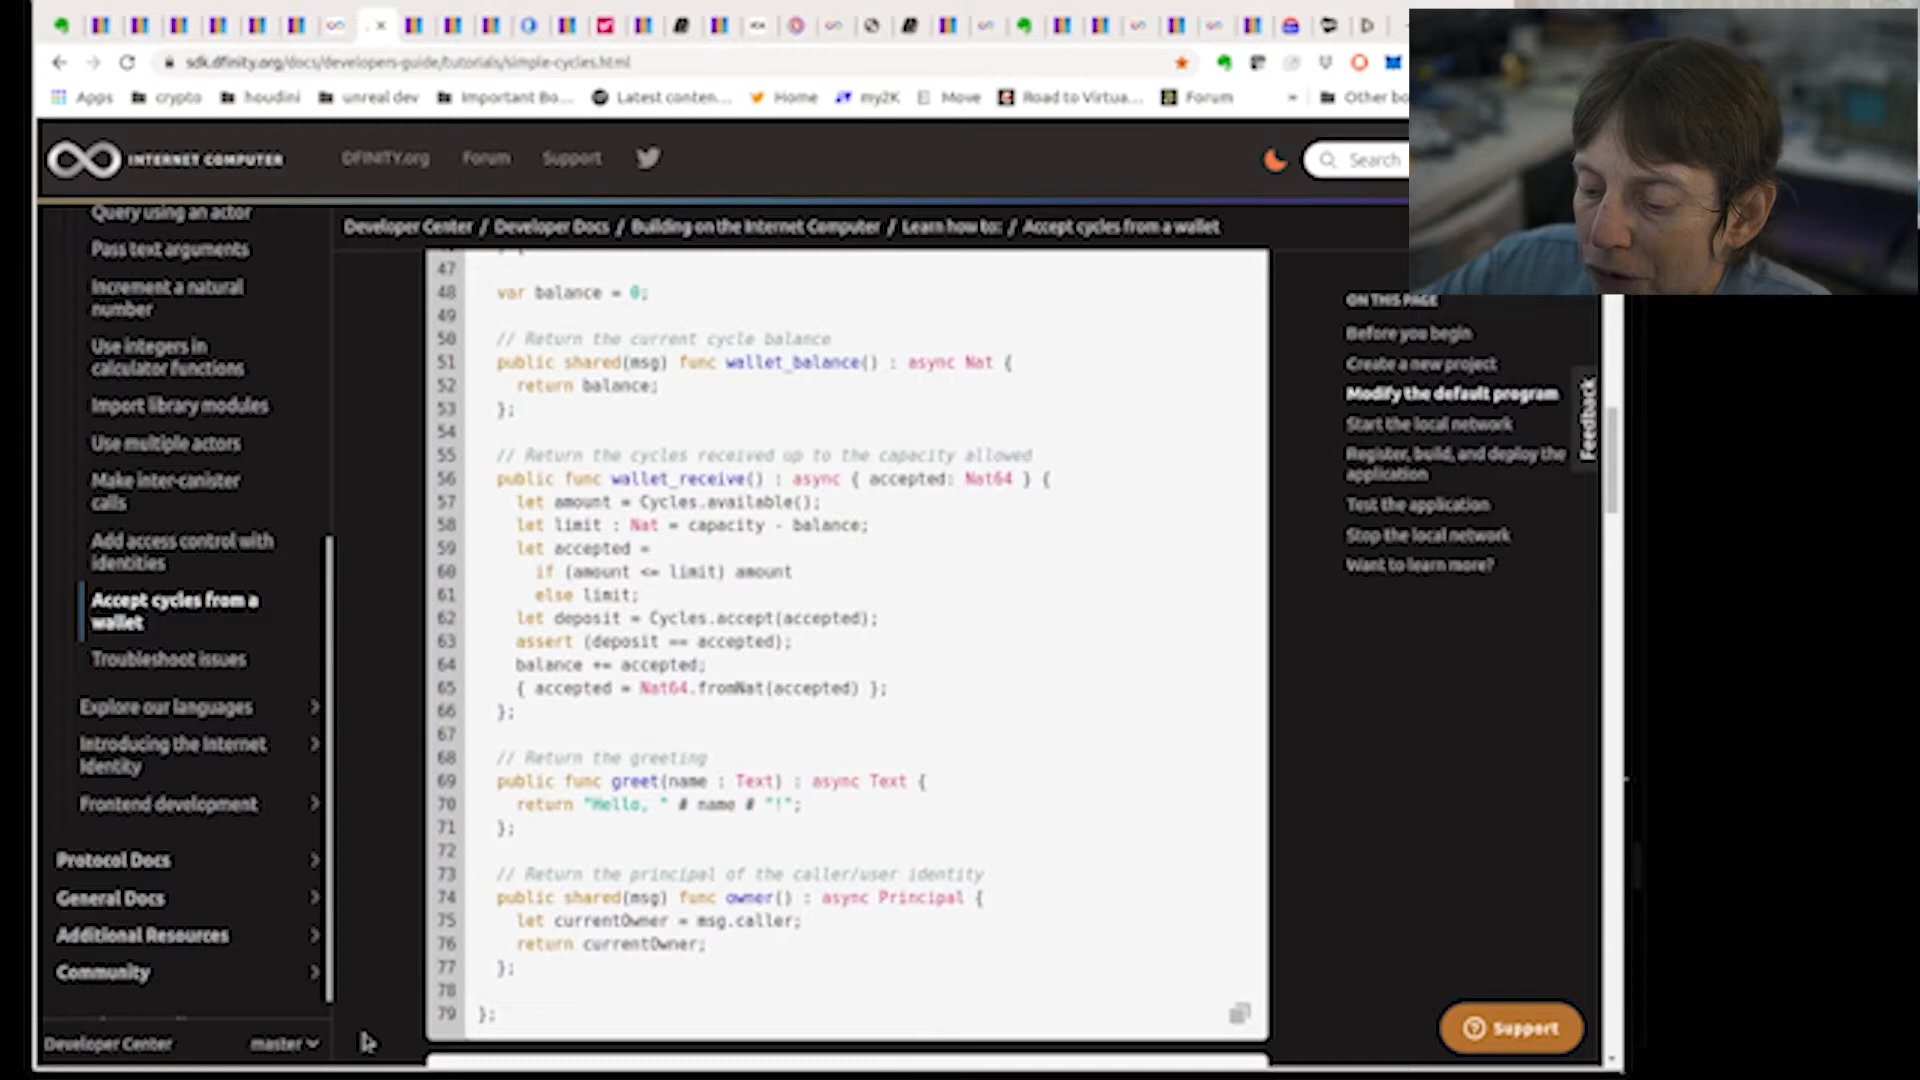 sdk.dfinity.org/docs/developers-guide/tutorials/simple-cycles.html
Apps
crypto
houdini
unreal dev
Important Bo...
Latest conten...
Home
my2K
Move
Road to Virtua...
Forum
»
Other bo
INTERNET COMPUTER
DFINITY.org
Forum
Support
Search
Query using an actor
Pass text arguments
Increment a natural
number
Use integers in
calculator functions
Import library modules
Use multiple actors
Make inter-canister
calls
Add access control with
identities
Accept cycles from a
wallet
Troubleshoot issues
Explore our languages
Introducing the Internet
Identity
Frontend development
Protocol Docs
General Docs
Additional Resources
Community
Developer Center
master
Developer Center / Developer Docs / Building on the Internet Computer / Learn how to: / Accept cycles from a wallet
47
48 var balance = 0;
49
50 // Return the current cycle balance
51 public shared(msg) func wallet_balance() : async Nat {
52 return balance;
53 };
54
55 // Return the cycles received up to the capacity allowed
56 public func wallet_receive() : async { accepted: Nat64 } {
57 let amount = Cycles.available();
58 let limit : Nat = capacity - balance;
59 let accepted =
60 if (amount <= limit) amount
61 else limit;
62 let deposit = Cycles.accept(accepted);
63 assert (deposit == accepted);
64 balance += accepted;
65 { accepted = Nat64.fromNat(accepted) };
66 };
67
68 // Return the greeting
69 public func greet(name : Text) : async Text {
70 return "Hello, " # name # "!";
71 };
72
73 // Return the principal of the caller/user identity
74 public shared(msg) func owner() : async Principal {
75 let currentOwner = msg.caller;
76 return currentOwner;
77 };
78
79 };
ON THIS PAGE
Before you begin
Create a new project
Modify the default program
Start the local network
Register, build, and deploy the
application
Test the application
Stop the local network
Want to learn more?
Feedback
Support